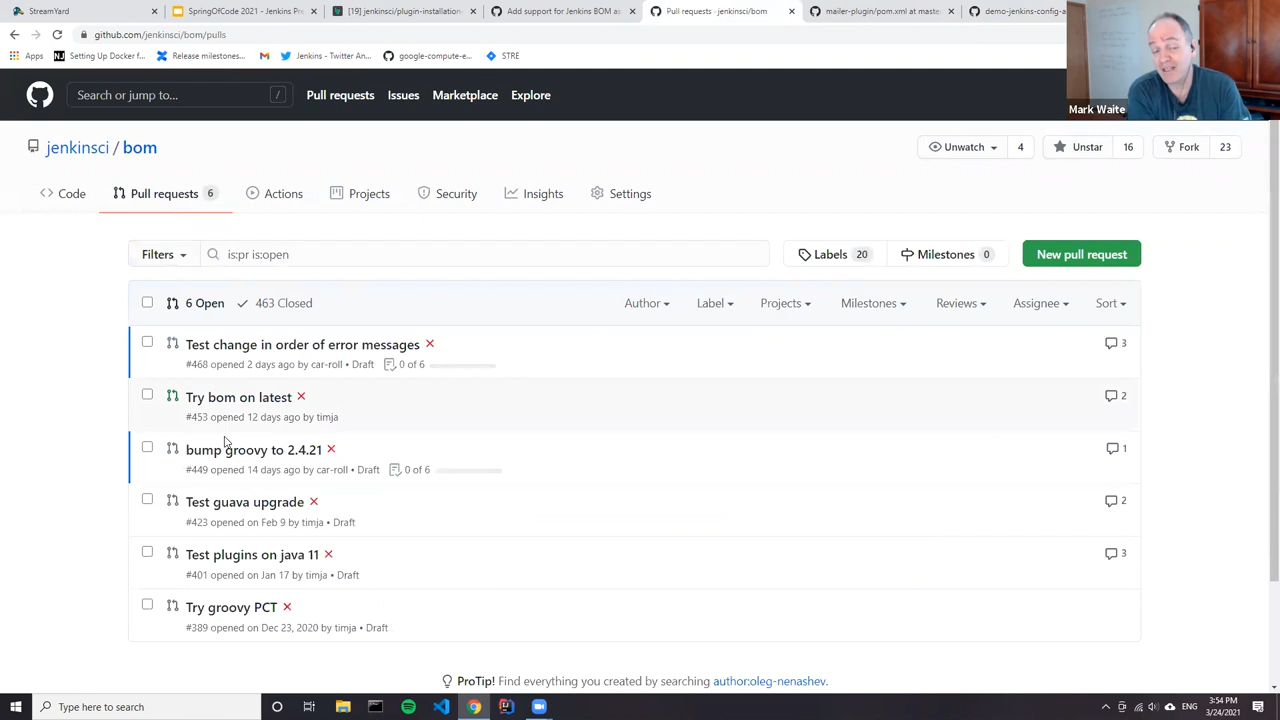 StreamYard
SpringOfCode 2021 - Jenkins Pr
[19] jenkinsci/plugin-installation-
Add support for Jenkins BOM as
Pull requests · jenkinsci/bom
mailer-plugin/pom.xml at master
demo-jenkins-config-a
github.com/jenkinsci/bom/pulls
Apps
Setting Up Docker f...
Release milestones...
Jenkins - Twitter An...
google-compute-e...
STRE
Mark Waite
Search or jump to...
/
Pull requests
Issues
Marketplace
Explore
jenkinsci / bom
Unwatch
4
Unstar
16
Fork
23
Code
Pull requests 6
Actions
Projects
Security
Insights
Settings
Filters
is:pr is:open
Labels 20
Milestones 0
New pull request
6 Open
463 Closed
Author
Label
Projects
Milestones
Reviews
Assignee
Sort
Test change in order of error messages
3
#468 opened 2 days ago by car-roll • Draft 0 of 6
Try bom on latest
2
#453 opened 12 days ago by timja
bump groovy to 2.4.21
1
#449 opened 14 days ago by car-roll • Draft 0 of 6
Test guava upgrade
2
#423 opened on Feb 9 by timja • Draft
Test plugins on java 11
3
#401 opened on Jan 17 by timja • Draft
Try groovy PCT
#389 opened on Dec 23, 2020 by timja • Draft
ProTip! Find everything you created by searching author:oleg-nenashev.
Type here to search
ENG
3:54 PM
3/24/2021